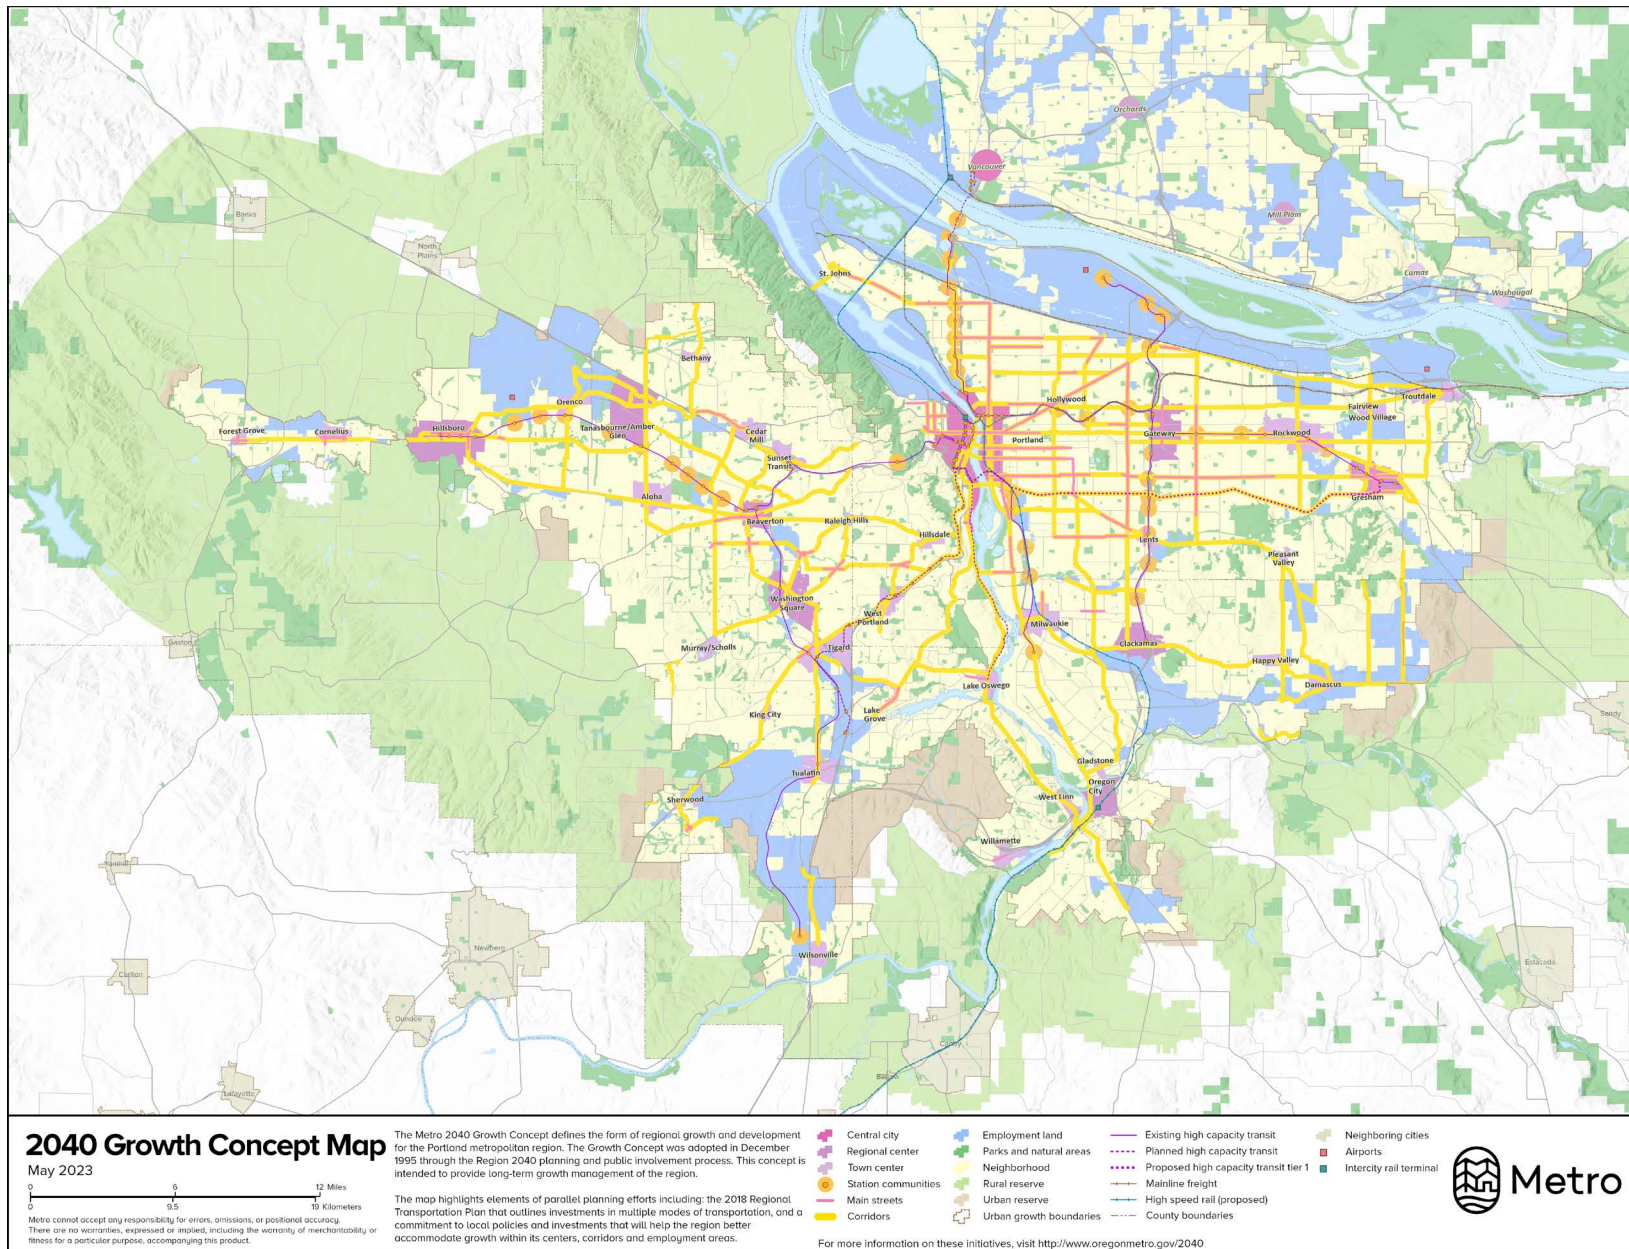 Orchards
Vancouver
Mill Plain
Banks
North
Plains
St. Johns
Camas
Washougal
Bethany
Hollywood
Troutdale
Fairview
Wood Village
Orenco
Forest Grove
Cornelius
Hillsboro
Tanasbourne/Amber
Glen
Cedar
Mill
Portland
Gateway
Rockwood
Sunset
Transit
Aloha
Gresham
Beaverton
Raleigh Hills
Hillsdale
Lents
Pleasant
Valley
Washington
Square
West
Portland
Milwaukie
Gaston
Murray/Scholls
Tigard
Clackamas
Happy Valley
Lake Oswego
Damascus
King City
Lake
Grove
Sandy
Tualatin
Gladstone
Oregon
City
Sherwood
West Linn
Willamette
Yamhill
Newberg
Wilsonville
Carlton
Estacada
Dundee
Canby
Barlow
Lafayette
2040 Growth Concept Map
May 2023
0 6 12 Miles
0 9.5 19 Kilometers
Metro cannot accept any responsibility for errors, omissions, or positional accuracy.
There are no warranties, expressed or implied, including the warranty of merchantability or
fitness for a particular purpose, accompanying this product.
The Metro 2040 Growth Concept defines the form of regional growth and development
for the Portland metropolitan region. The Growth Concept was adopted in December
1995 through the Region 2040 planning and public involvement process. This concept is
intended to provide long-term growth management of the region.
The map highlights elements of parallel planning efforts including: the 2018 Regional
Transportation Plan that outlines investments in multiple modes of transportation, and a
commitment to local policies and investments that will help the region better
accommodate growth within its centers, corridors and employment areas.
Central city
Regional center
Town center
Station communities
Main streets
Corridors
Employment land
Parks and natural areas
Neighborhood
Rural reserve
Urban reserve
Urban growth boundaries
Existing high capacity transit
Planned high capacity transit
Proposed high capacity transit tier 1
Mainline freight
High speed rail (proposed)
County boundaries
Neighboring cities
Airports
Intercity rail terminal
For more information on these initiatives, visit http://www.oregonmetro.gov/2040
Metro